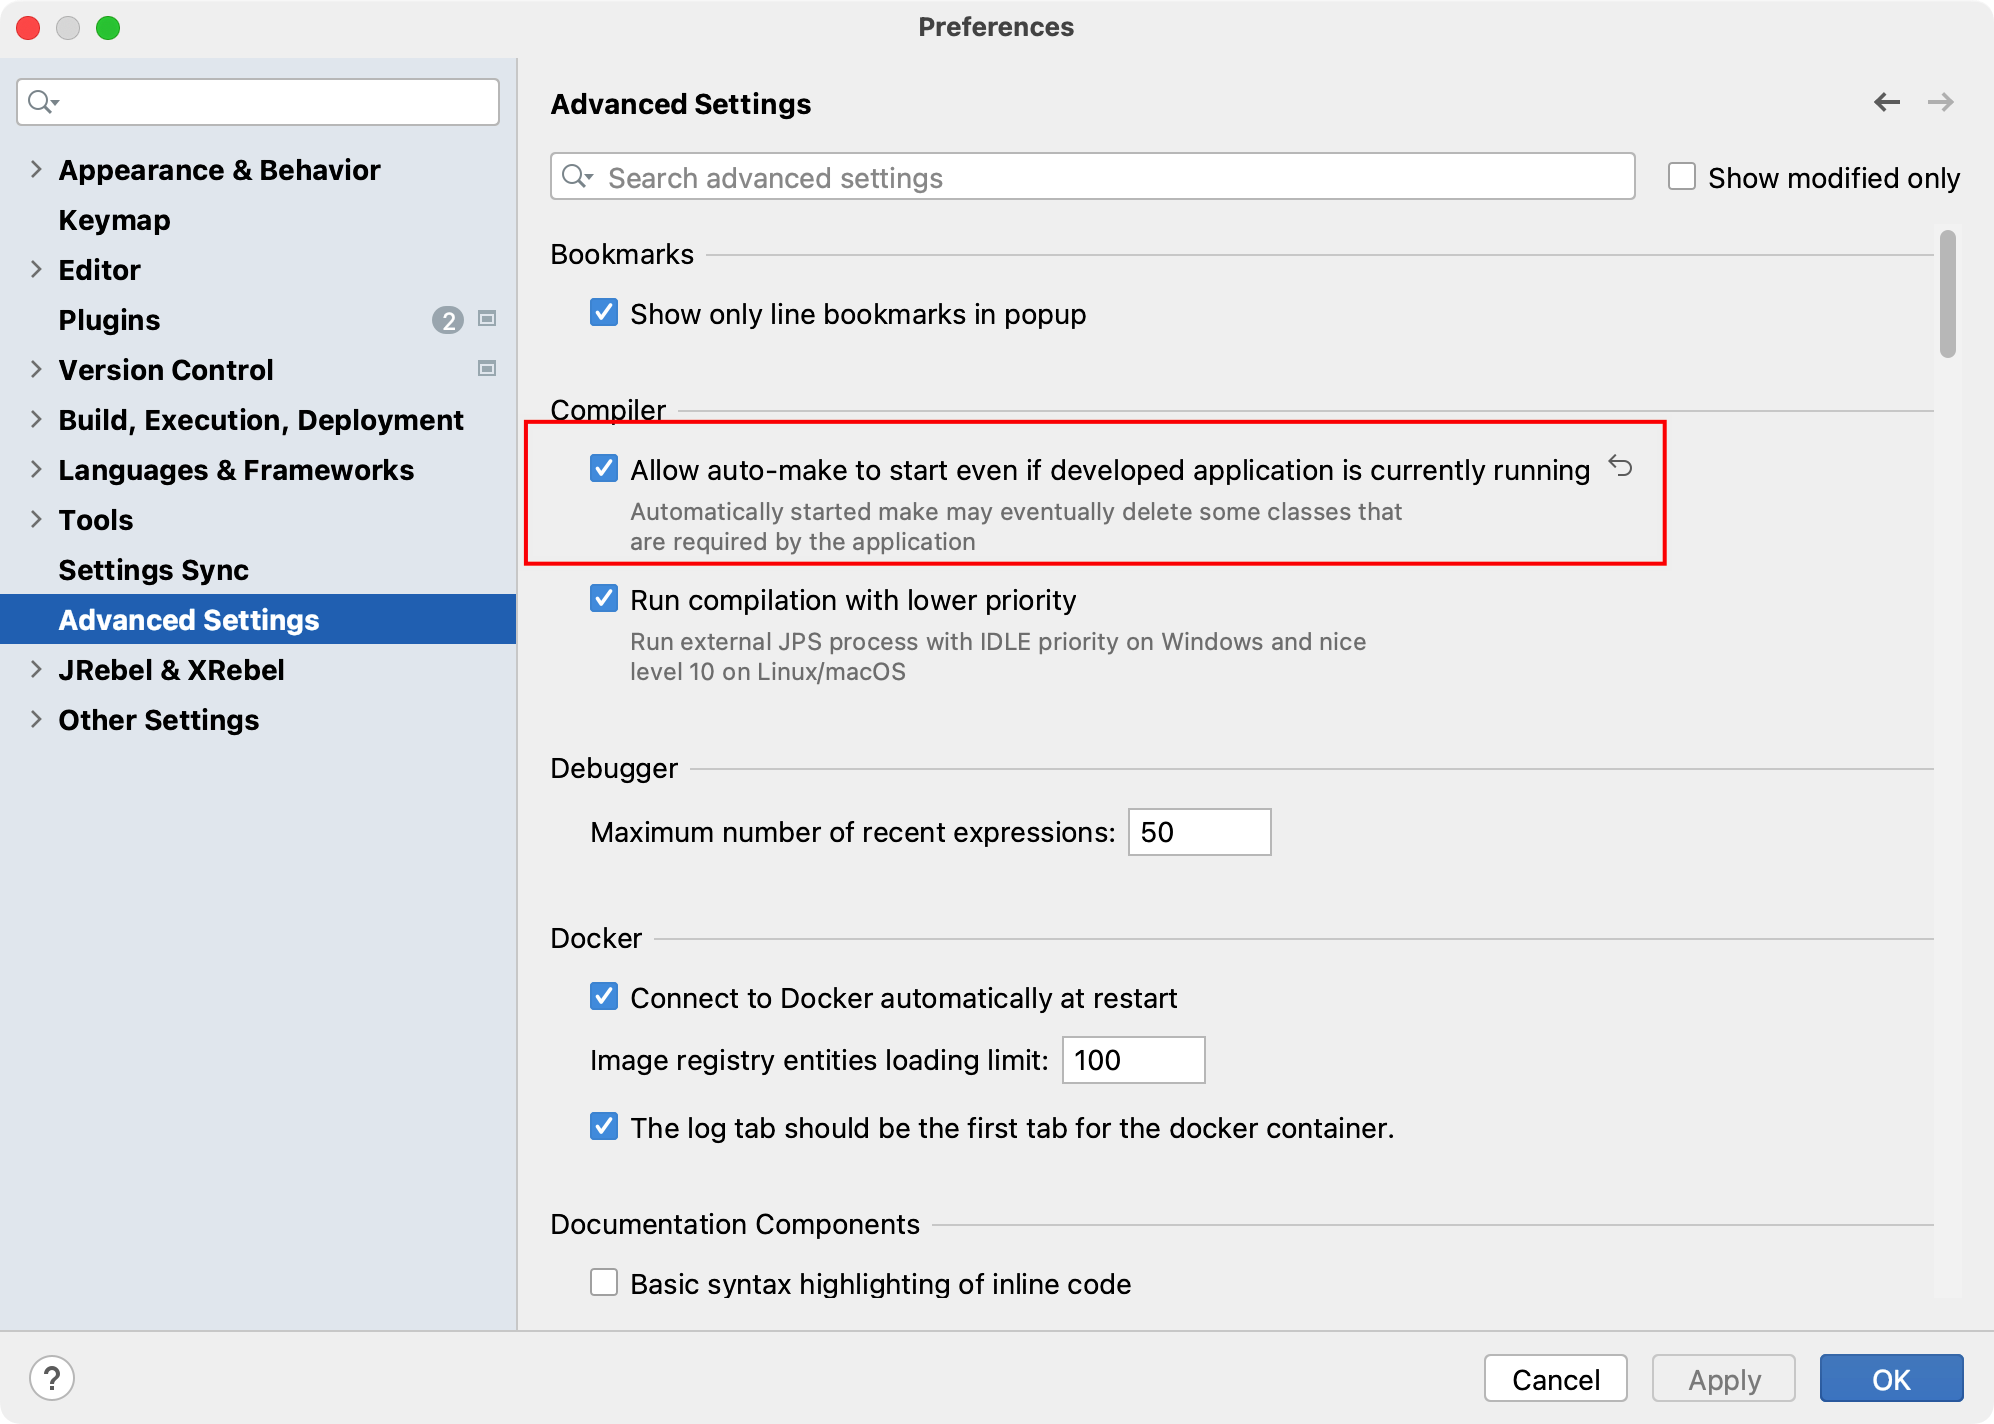 Preferences
Appearance & Behavior
Keymap
Editor
Plugins 2
Version Control
Build, Execution, Deployment
Languages & Frameworks
Tools
Settings Sync
Advanced Settings
JRebel & XRebel
Other Settings
Advanced Settings
Search advanced settings
Show modified only
Bookmarks
Show only line bookmarks in popup
Compiler
Allow auto-make to start even if developed application is currently running
Automatically started make may eventually delete some classes that
are required by the application
Run compilation with lower priority
Run external JPS process with IDLE priority on Windows and nice
level 10 on Linux/macOS
Debugger
Maximum number of recent expressions: 50
Docker
Connect to Docker automatically at restart
Image registry entities loading limit: 100
The log tab should be the first tab for the docker container.
Documentation Components
Basic syntax highlighting of inline code
?
Cancel
Apply
OK